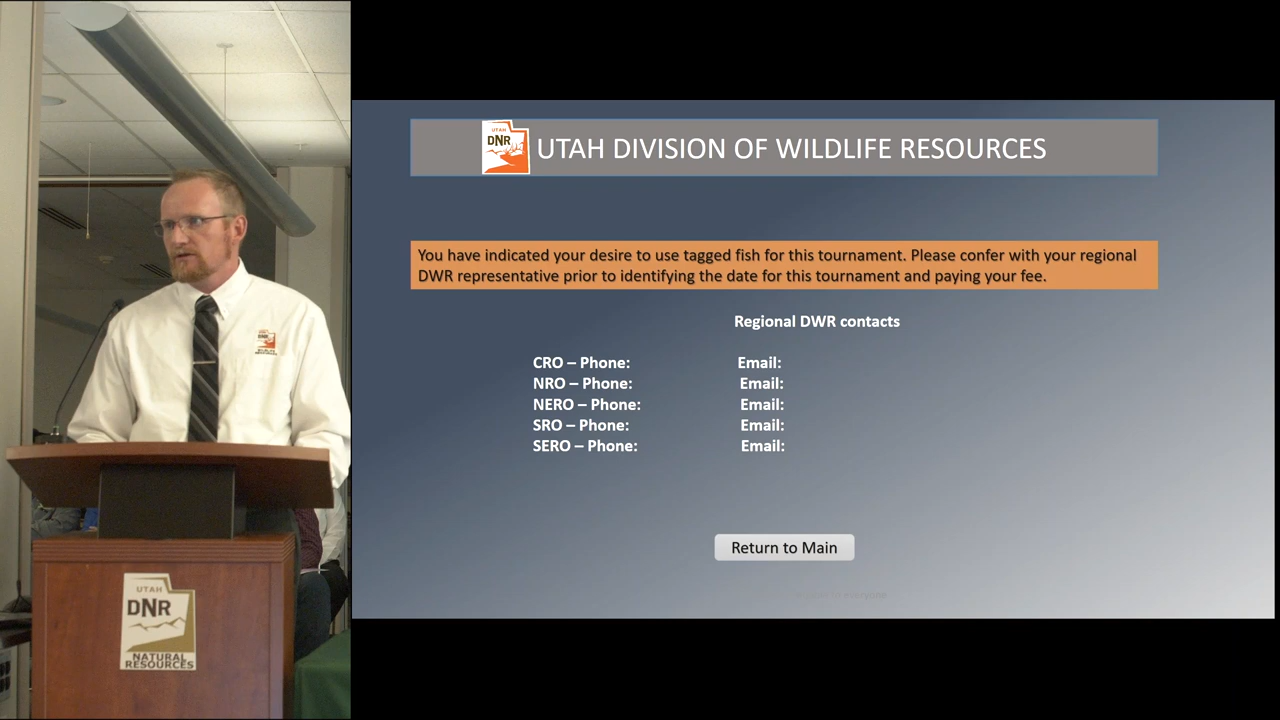 UTAH
DNR
UTAH DIVISION OF WILDLIFE RESOURCES
You have indicated your desire to use tagged fish for this tournament. Please confer with your regional
DWR representative prior to identifying the date for this tournament and paying your fee.
Regional DWR contacts
CRO – Phone: Email:
NRO – Phone: Email:
NERO – Phone: Email:
SRO – Phone: Email:
SERO – Phone: Email:
Return to Main
DNR
UTAH
DNR
NATURAL
RESOURCES